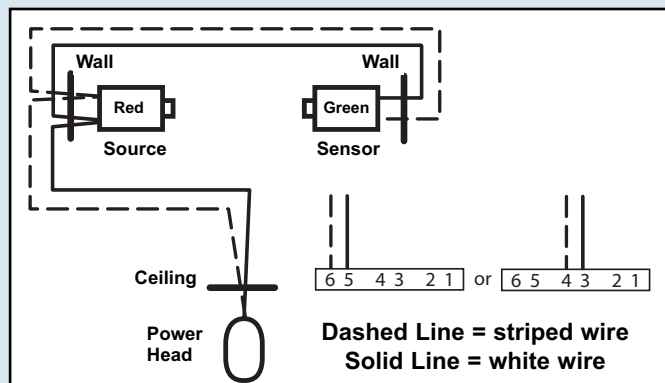 Wall
Wall
Red
Green
Source
Sensor
Ceiling
6 5 4 3 2 1 or 6 5 4 3 2 1
Power
Head
Dashed Line = striped wire
Solid Line = white wire